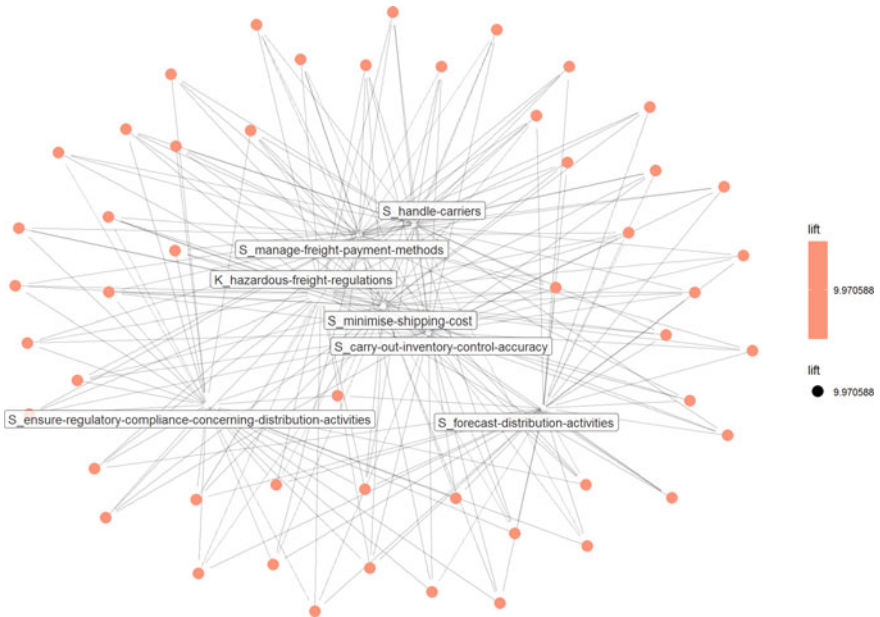 S_handle-carriers
S_manage-freight-payment-methods
K_hazardous-freight-regulations
S_minimise-shipping-cost
S_carry-out-inventory-control-accuracy
S_ensure-regulatory-compliance-concerning-distribution-activities
S_forecast-distribution-activities
lift
9.970588
lift
9.970588